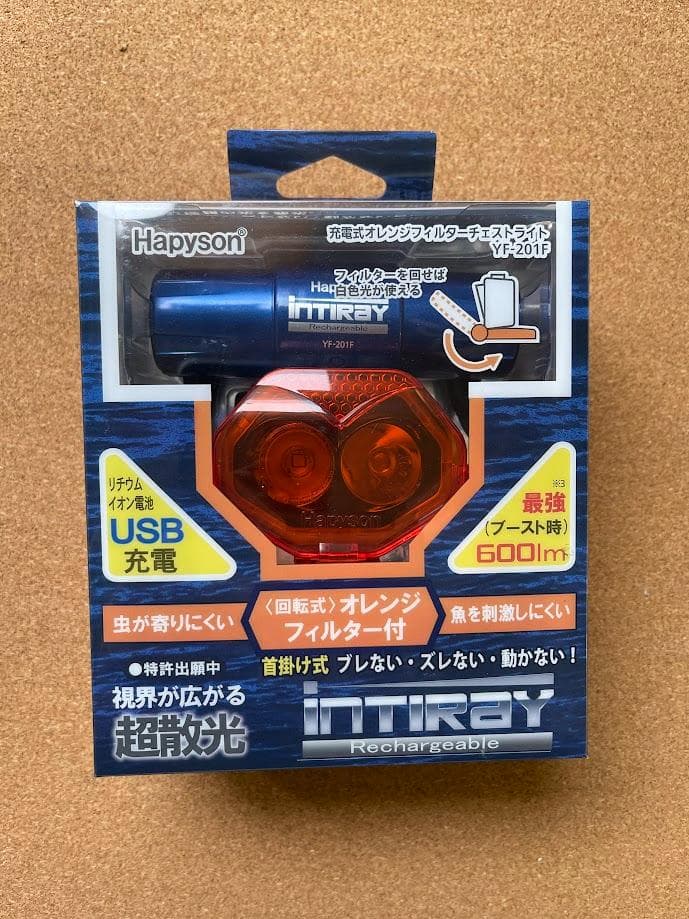 Hapyson®
充電式オレンジフィルターチェストライト
YF-201F
フィルターを回せば
白色光が使える
Hap
INTIRAY
Rechargeable
YF-201F
Hapyson
リチウム
イオン電池
USB
充電
※3
最強
(ブースト時)
600lm
虫が寄りにくい
〈回転式〉オレンジ
フィルター付
魚を刺激しにくい
●特許出願中
視界が広がる
超散光
首掛け式 ブレない・ズレない・動かない!
INTIRAY
Rechargeable